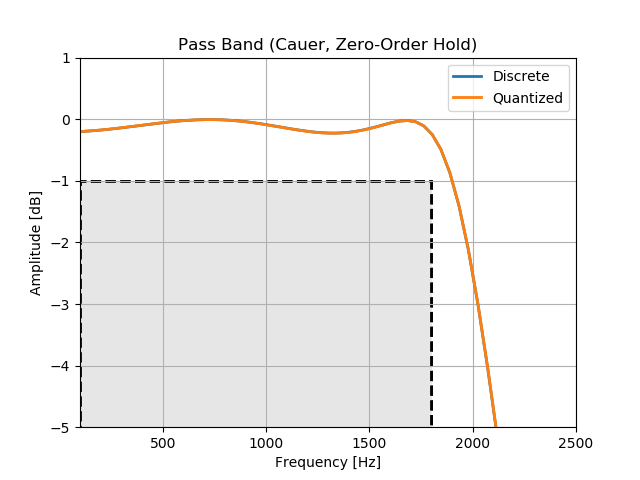 Pass Band (Cauer, Zero-Order Hold)
Discrete
Quantized
Amplitude [dB]
1
0
−1
−2
−3
−4
−5
500
1000
1500
2000
2500
Frequency [Hz]